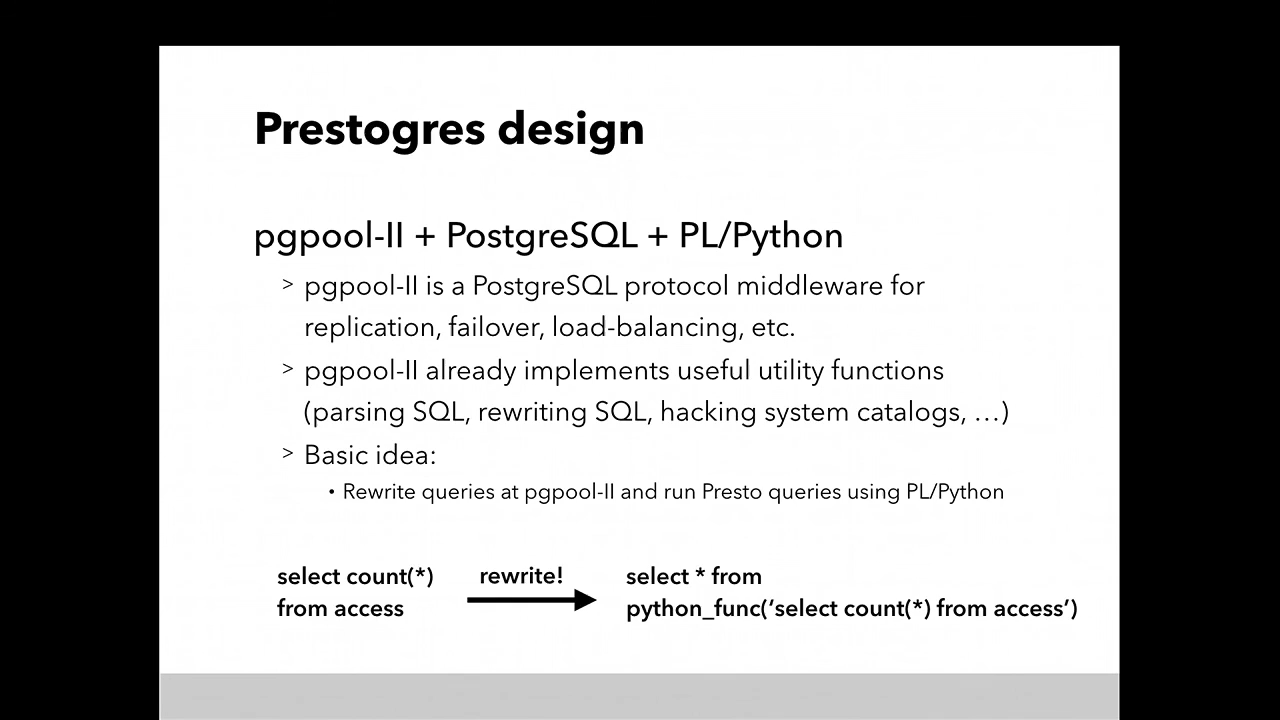 Prestogres design
pgpool-II + PostgreSQL + PL/Python
> pgpool-II is a PostgreSQL protocol middleware for
replication, failover, load-balancing, etc.
> pgpool-II already implements useful utility functions
(parsing SQL, rewriting SQL, hacking system catalogs, …)
> Basic idea:
• Rewrite queries at pgpool-II and run Presto queries using PL/Python
select count(*)
from access
rewrite!
select * from
python_func(‘select count(*) from access’)